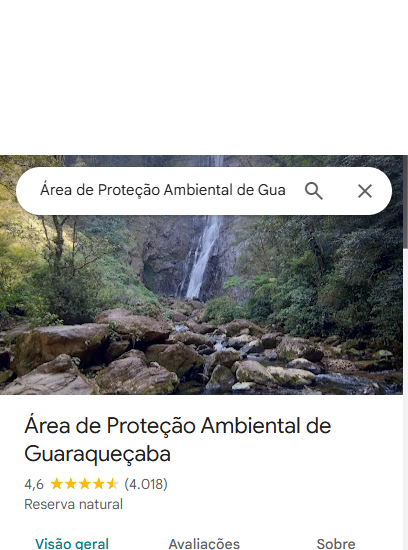 Área de Proteção Ambiental de Gua
Área de Proteção Ambiental de
Guaraqueçaba
4,6 (4.018)
Reserva natural
Visão geral Avaliações Sobre